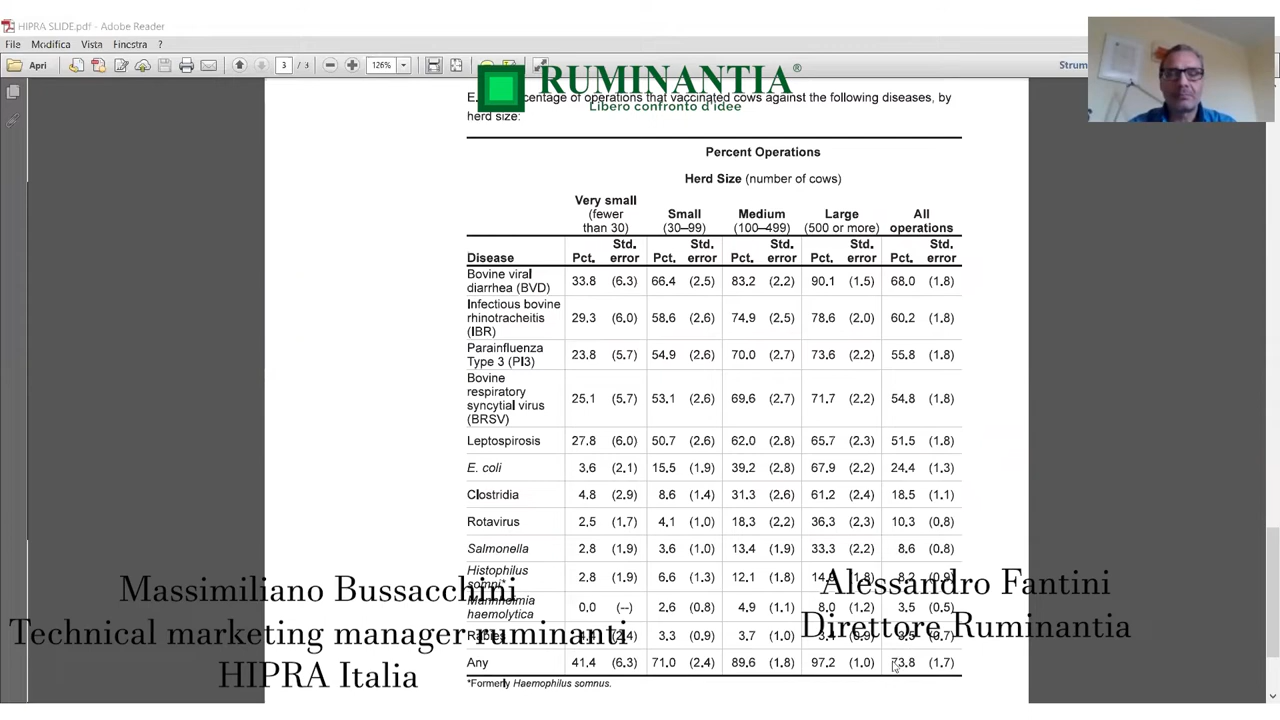 HIPRA SLIDE.pdf - Adobe Reader
File Modifica Vista Finestra ?
Apri 3 / 3 126% Strum
RUMINANTIA®
Libero confronto d'idee
centage of operations that vaccinated cows against the following diseases, by
herd size:
Percent Operations
Herd Size (number of cows)
Very small (fewer than 30) Small (30–99) Medium (100–499) Large (500 or more) All operations
Disease Pct. Std. error Pct. Std. error Pct. Std. error Pct. Std. error Pct. Std. error
Bovine viral diarrhea (BVD) 33.8 (6.3) 66.4 (2.5) 83.2 (2.2) 90.1 (1.5) 68.0 (1.8)
Infectious bovine rhinotracheitis (IBR) 29.3 (6.0) 58.6 (2.6) 74.9 (2.5) 78.6 (2.0) 60.2 (1.8)
Parainfluenza Type 3 (PI3) 23.8 (5.7) 54.9 (2.6) 70.0 (2.7) 73.6 (2.2) 55.8 (1.8)
Bovine respiratory syncytial virus (BRSV) 25.1 (5.7) 53.1 (2.6) 69.6 (2.7) 71.7 (2.2) 54.8 (1.8)
Leptospirosis 27.8 (6.0) 50.7 (2.6) 62.0 (2.8) 65.7 (2.3) 51.5 (1.8)
E. coli 3.6 (2.1) 15.5 (1.9) 39.2 (2.8) 67.9 (2.2) 24.4 (1.3)
Clostridia 4.8 (2.9) 8.6 (1.4) 31.3 (2.6) 61.2 (2.4) 18.5 (1.1)
Rotavirus 2.5 (1.7) 4.1 (1.0) 18.3 (2.2) 36.3 (2.3) 10.3 (0.8)
Salmonella 2.8 (1.9) 3.6 (1.0) 13.4 (1.9) 33.3 (2.2) 8.6 (0.8)
Histophilus somni* 2.8 (1.9) 6.6 (1.3) 12.1 (1.8)
Mannheimia haemolytica 0.0 (--) 2.6 (0.8) 4.9 (1.1) 8.0 (1.2) 3.5 (0.5)
3.3 (0.9) 3.7 (1.0)
Any 41.4 (6.3) 71.0 (2.4) 89.6 (1.8) 97.2 (1.0) 73.8 (1.7)
*Formerly Haemophilus somnus.
Massimiliano Bussacchini
Technical marketing manager ruminanti
HIPRA Italia
Alessandro Fantini
Direttore Ruminantia